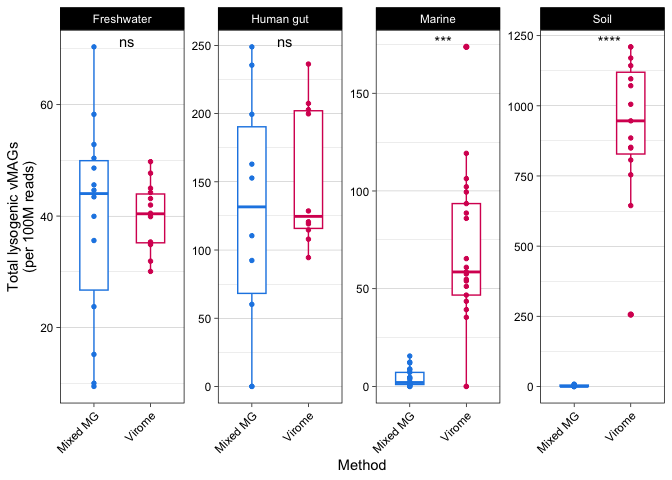 Freshwater
Human gut
Marine
Soil
ns
ns
***
****
Total lysogenic vMAGs
(per 100M reads)
60
40
20
250
200
150
100
50
0
150
100
50
0
1250
1000
750
500
250
0
Mixed MG
Virome
Mixed MG
Virome
Mixed MG
Virome
Mixed MG
Virome
Method